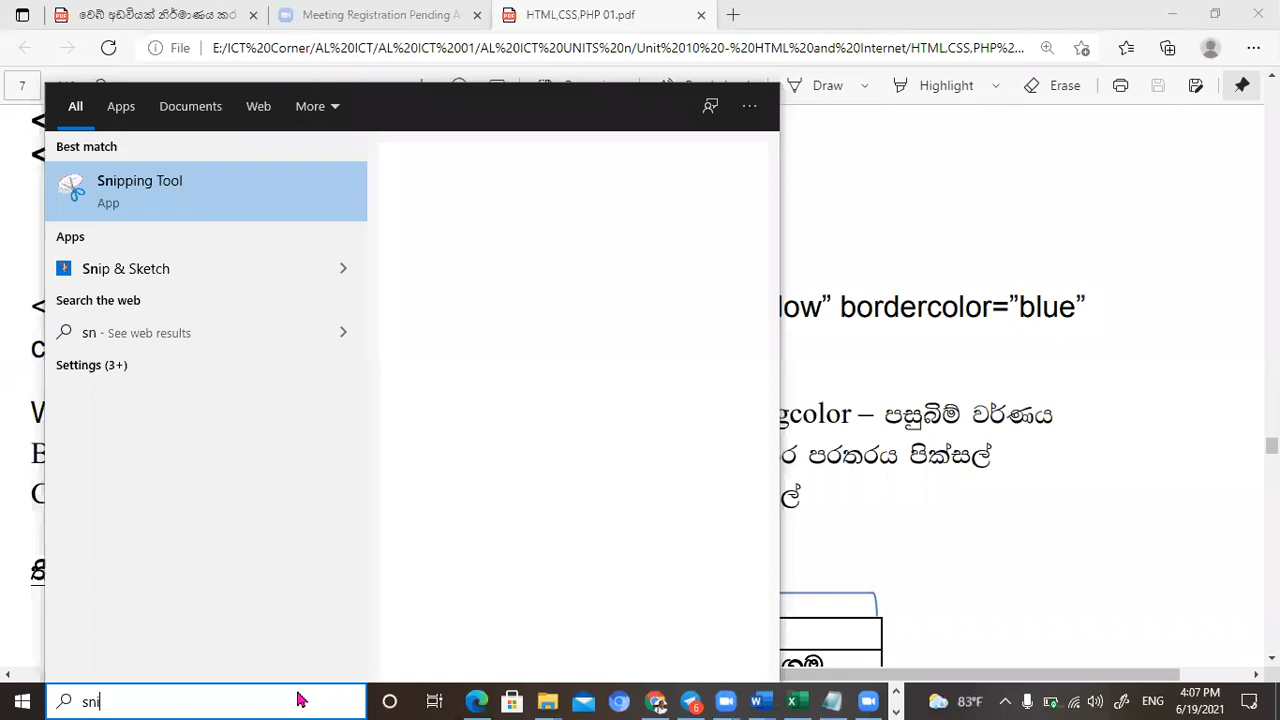 වෙබ් අඩවියක් නිර්මාණය කර
Meeting Registration Pending A
HTML,CSS,PHP 01.pdf
File
E:/ICT%20Corner/AL%20ICT/AL%20ICT%2001/AL%20ICT%20UNITS n/Unit%2010%20-%20HTML%20and%20Internet/HTML,CSS,PHP%2...
7
Draw
Highlight
Erase
All
Apps
Documents
Web
More
Best match
Snipping Tool
App
Apps
Snip & Sketch
Search the web
sn - See web results
Settings (3+)
low” bordercolor=”blue”
gcolor – පසුබිම් වර්ණය
ර පරතරය පික්සල්
ල්
sni
6
83°F
ENG
4:07 PM
6/19/2021